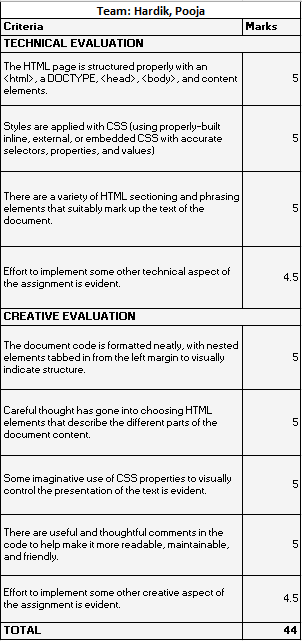 Team: Hardik, Pooja
Criteria Marks
TECHNICAL EVALUATION
The HTML page is structured properly with an
<html>, a DOCTYPE, <head>, <body>, and content
elements.
5
Styles are applied with CSS (using properly-built
inline, external, or embedded CSS with accurate
selectors, properties, and values)
5
There are a variety of HTML sectioning and phrasing
elements that suitably mark up the text of the
document.
5
Effort to implement some other technical aspect of
the assignment is evident.
4.5
CREATIVE EVALUATION
The document code is formatted neatly, with nested
elements tabbed in from the left margin to visually
indicate structure.
5
Careful thought has gone into choosing HTML
elements that describe the different parts of the
document content.
5
Some imaginative use of CSS properties to visually
control the presentation of the text is evident.
5
There are useful and thoughtful comments in the
code to help make it more readable, maintainable,
and friendly.
5
Effort to implement some other creative aspect of
the assignment is evident.
4.5
TOTAL 44